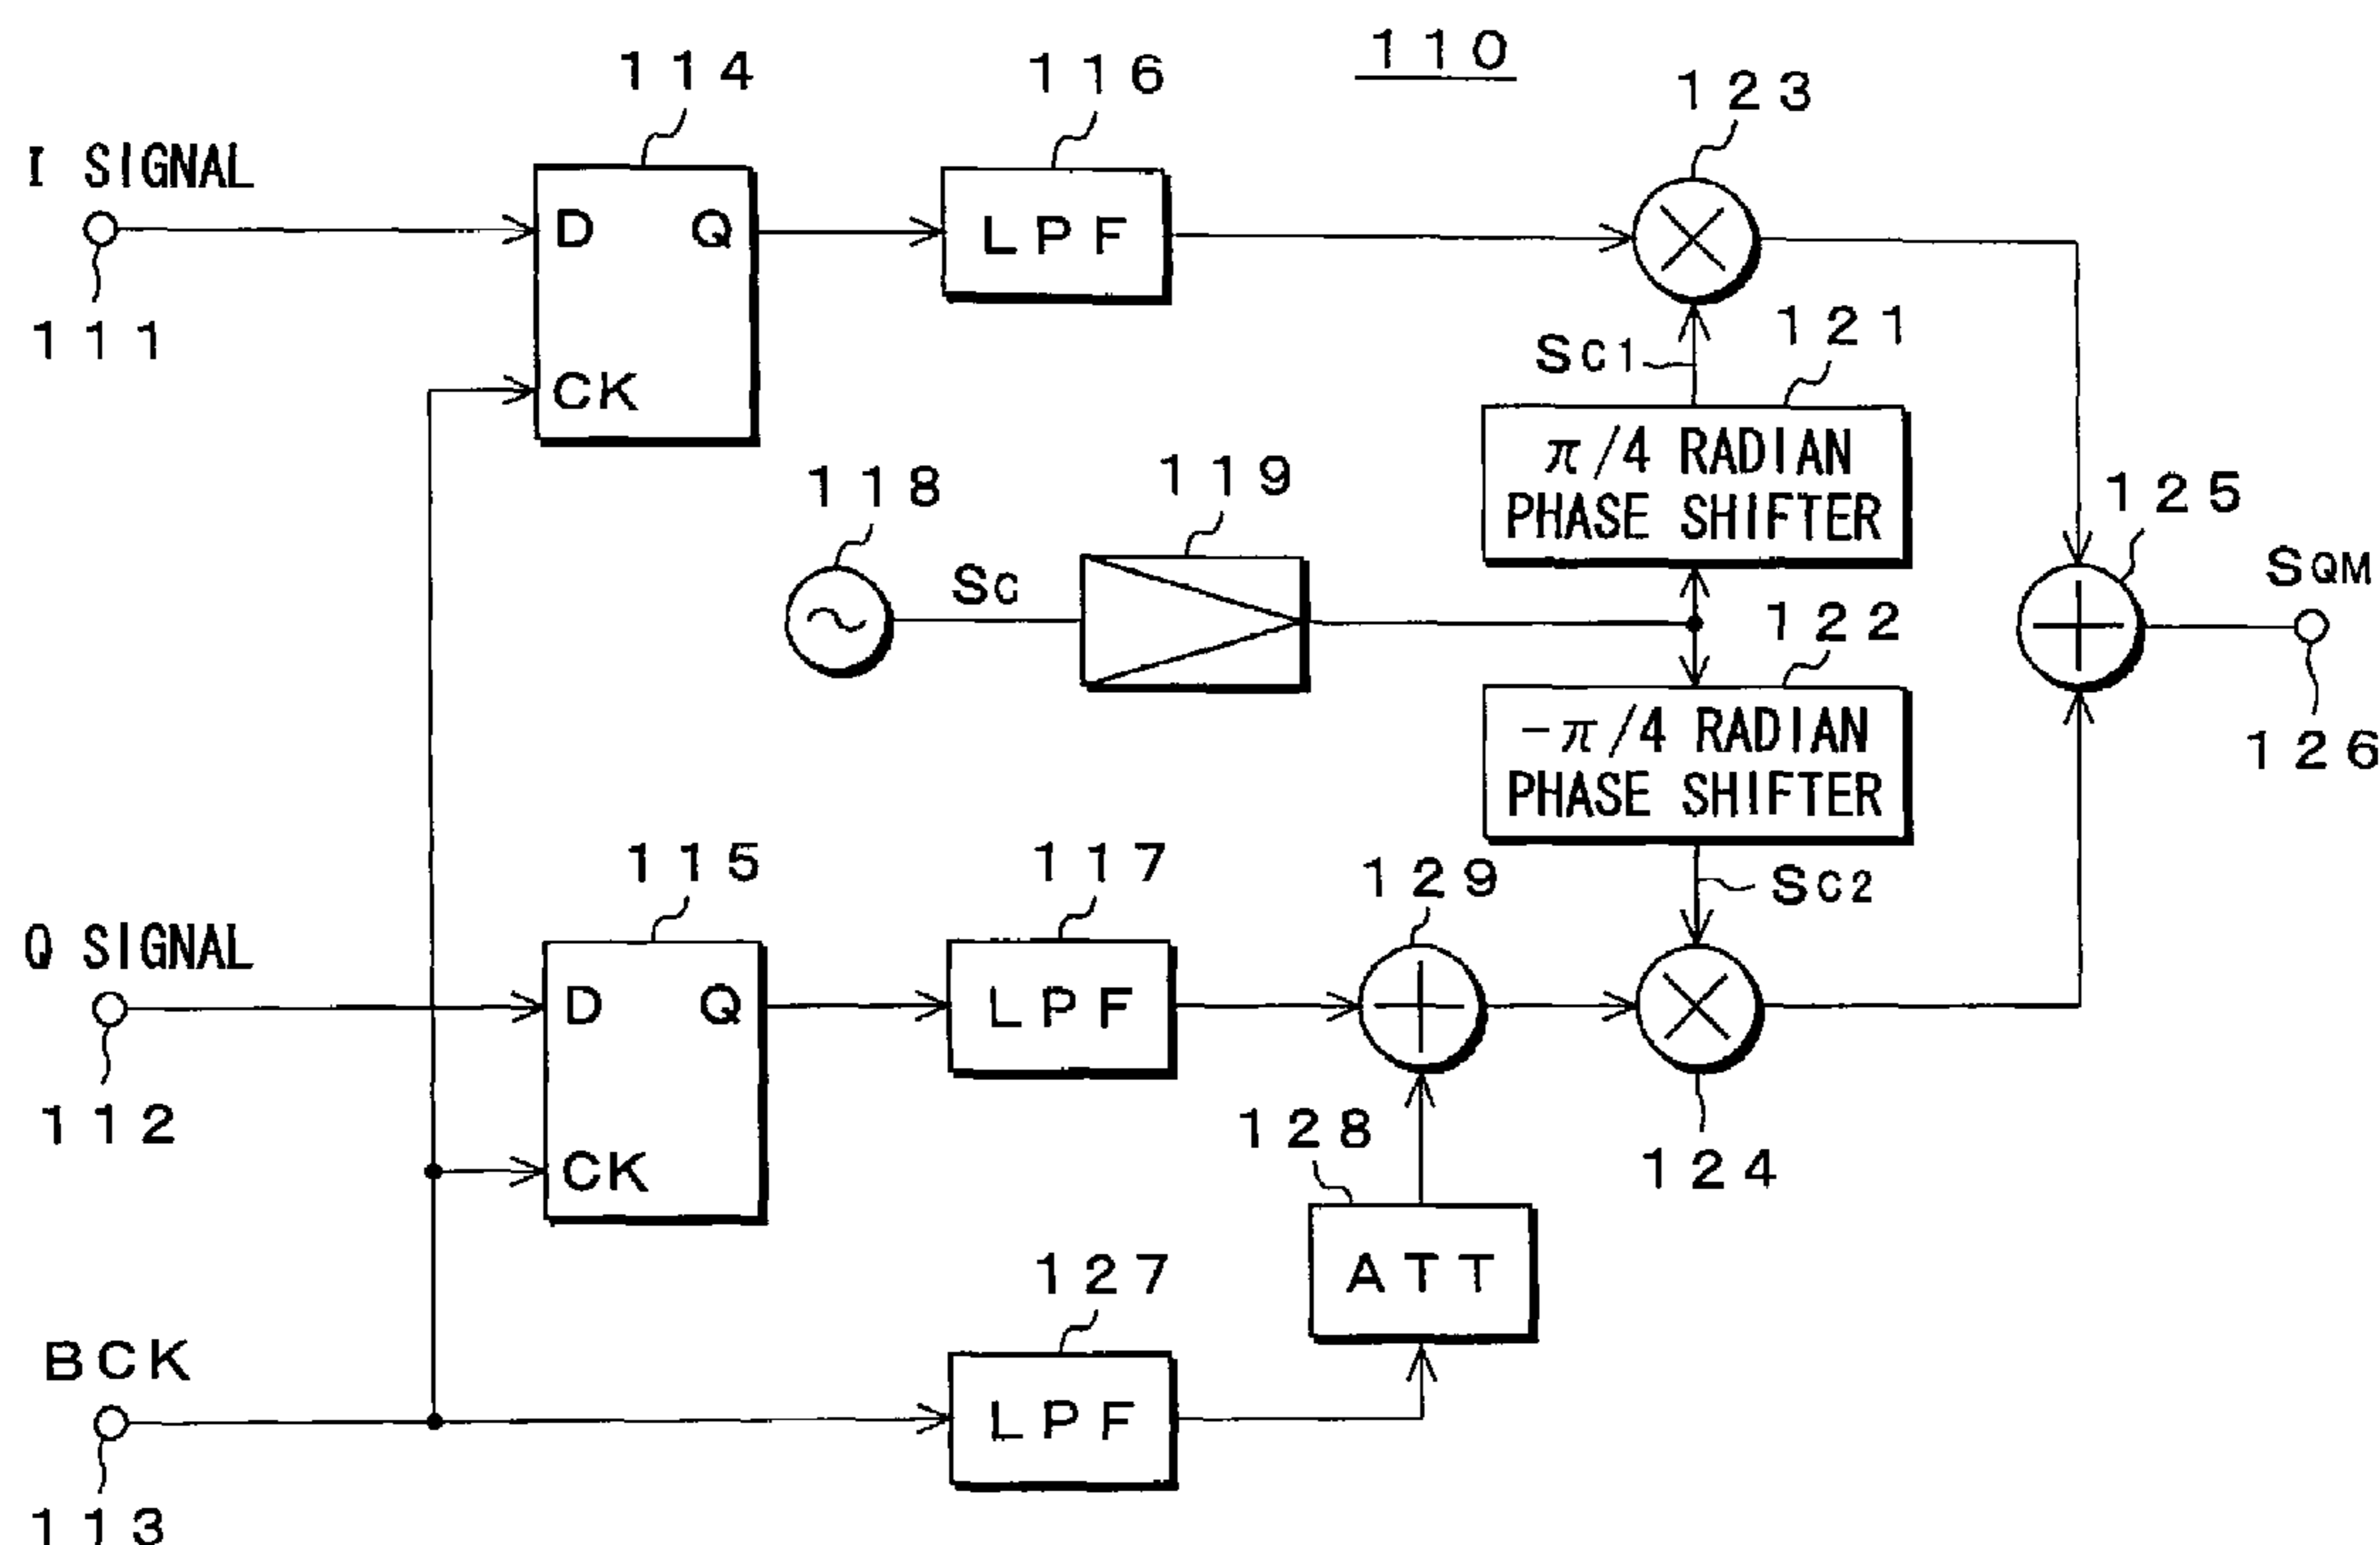 110
114
116
123
I SIGNAL
D Q
LPF
111
SC1
121
CK
π/4 RADIAN
PHASE SHIFTER
118
119
125
SC
SQM
122
126
-π/4 RADIAN
PHASE SHIFTER
115
117
129
SC2
Q SIGNAL
D Q
LPF
112
128
CK
124
127
ATT
BCK
LPF
113